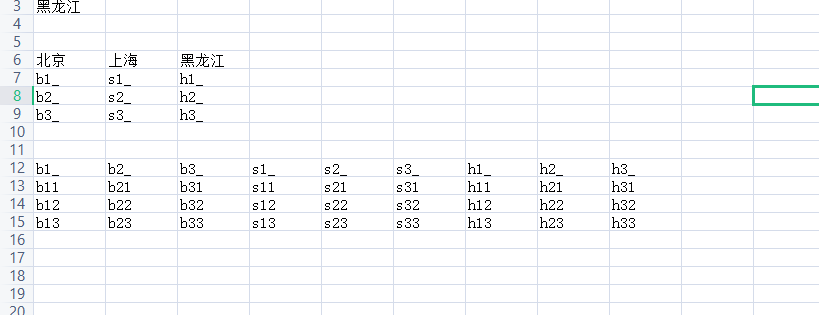 3 黑龙江
4
5
6 北京 上海 黑龙江
7 b1_ s1_ h1_
8 b2_ s2_ h2_
9 b3_ s3_ h3_
10
11
12 b1_ b2_ b3_ s1_ s2_ s3_ h1_ h2_ h3_
13 b11 b21 b31 s11 s21 s31 h11 h21 h31
14 b12 b22 b32 s12 s22 s32 h12 h22 h32
15 b13 b23 b33 s13 s23 s33 h13 h23 h33
16
17
18
19
20